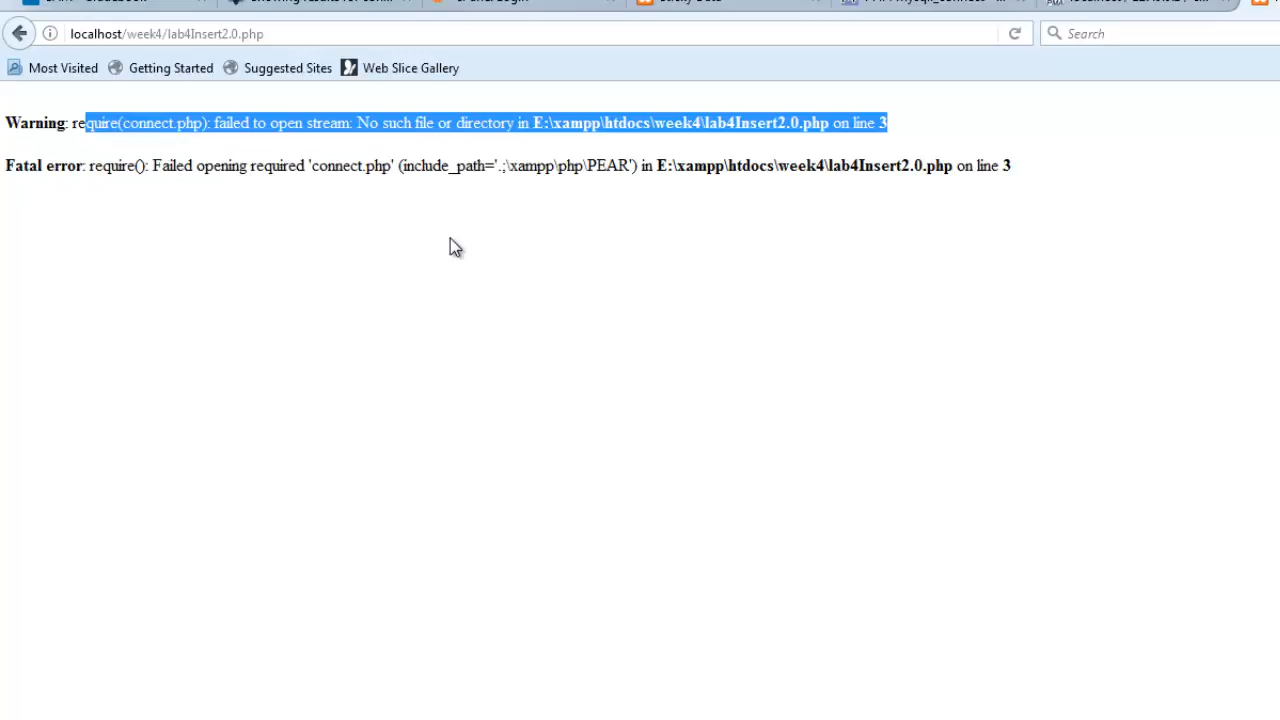 localhost/week4/lab4Insert2.0.php
Search
Most Visited Getting Started Suggested Sites Web Slice Gallery
Warning: require(connect.php): failed to open stream: No such file or directory in E:\xampp\htdocs\week4\lab4Insert2.0.php on line 3
Fatal error: require(): Failed opening required 'connect.php' (include_path='.;\xampp\php\PEAR') in E:\xampp\htdocs\week4\lab4Insert2.0.php on line 3